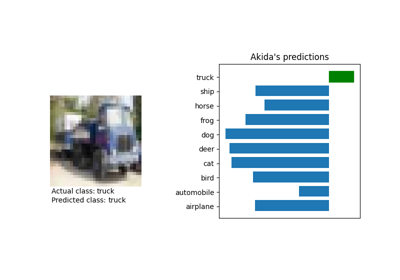 Akida's predictions
truck
ship
horse
frog
dog
deer
cat
bird
automobile
airplane
Actual class: truck
Predicted class: truck